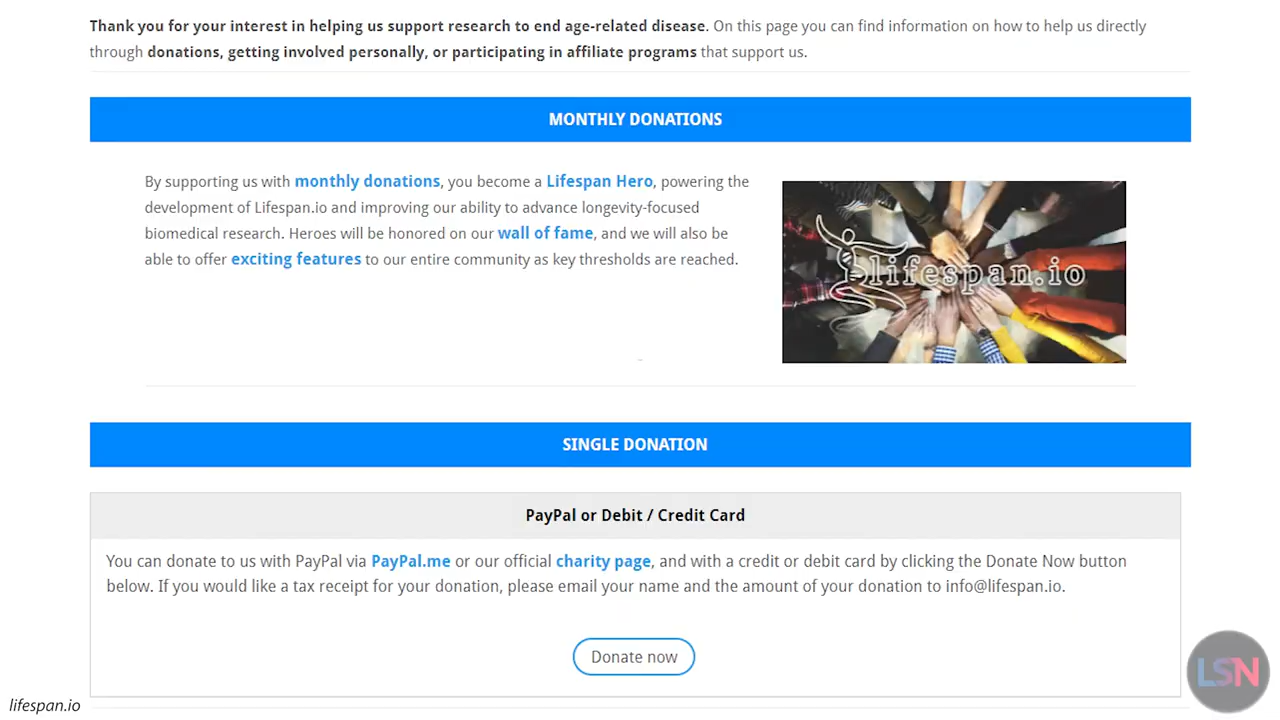 Thank you for your interest in helping us support research to end age-related disease. On this page you can find information on how to help us directly
through donations, getting involved personally, or participating in affiliate programs that support us.
MONTHLY DONATIONS
By supporting us with monthly donations, you become a Lifespan Hero, powering the
development of Lifespan.io and improving our ability to advance longevity-focused
biomedical research. Heroes will be honored on our wall of fame, and we will also be
able to offer exciting features to our entire community as key thresholds are reached.
lifespan.io
SINGLE DONATION
PayPal or Debit / Credit Card
You can donate to us with PayPal via PayPal.me or our official charity page, and with a credit or debit card by clicking the Donate Now button
below. If you would like a tax receipt for your donation, please email your name and the amount of your donation to info@lifespan.io.
Donate now
LSN
lifespan.io